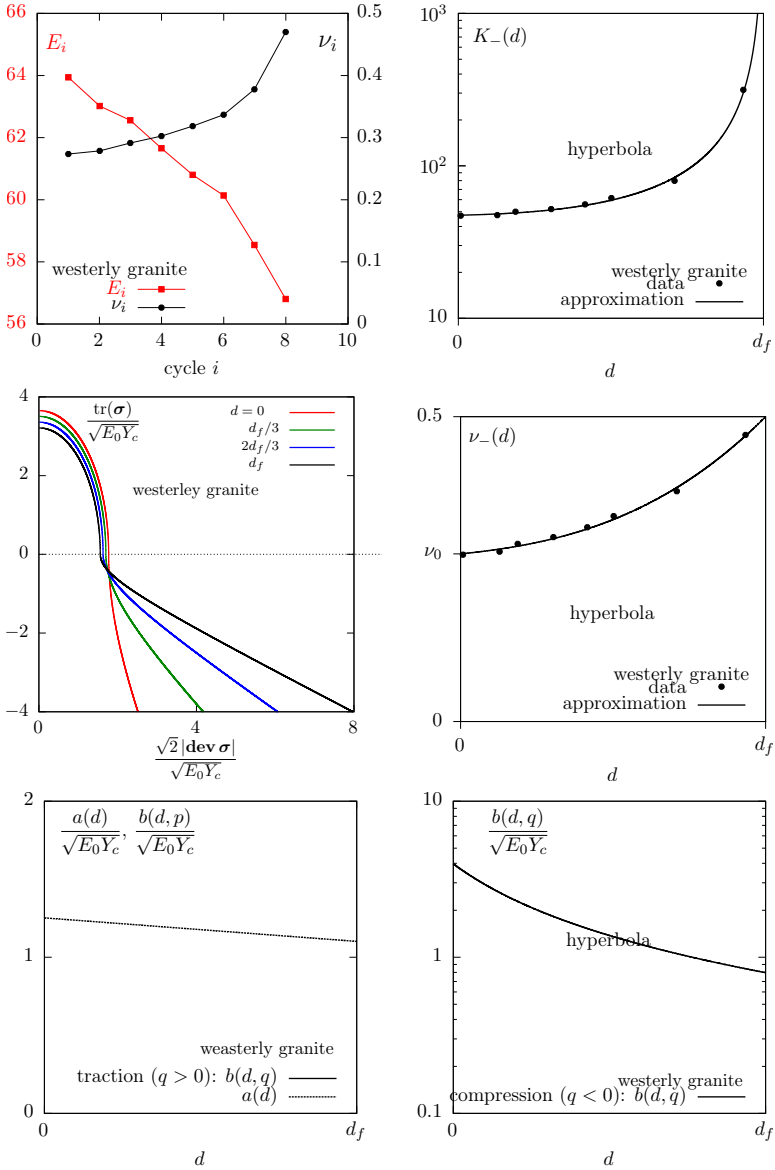 66
64
62
60
58
56
E_i
ν_i
0.5
0.4
0.3
0.2
0.1
0
westerly granite
E_i
ν_i
0 2 4 6 8 10
cycle i
10^3
10^2
10
K_−(d)
hyperbola
westerly granite
data
approximation
0 d_f
d
4
2
0
−2
−4
tr(σ)
√E_0Y_c
d = 0
d_f/3
2d_f/3
d_f
westerley granite
0 4 8
√2 |dev σ|
√E_0Y_c
0.5
ν_0
0
ν_−(d)
hyperbola
westerly granite
data
approximation
0 d_f
d
2
1
0
a(d) b(d, p)
√E_0Y_c , √E_0Y_c
weasterly granite
traction (q > 0): b(d, q)
a(d)
0 d_f
d
10
1
0.1
b(d, q)
√E_0Y_c
hyperbola
westerly granite
compression (q < 0): b(d, q)
0 d_f
d